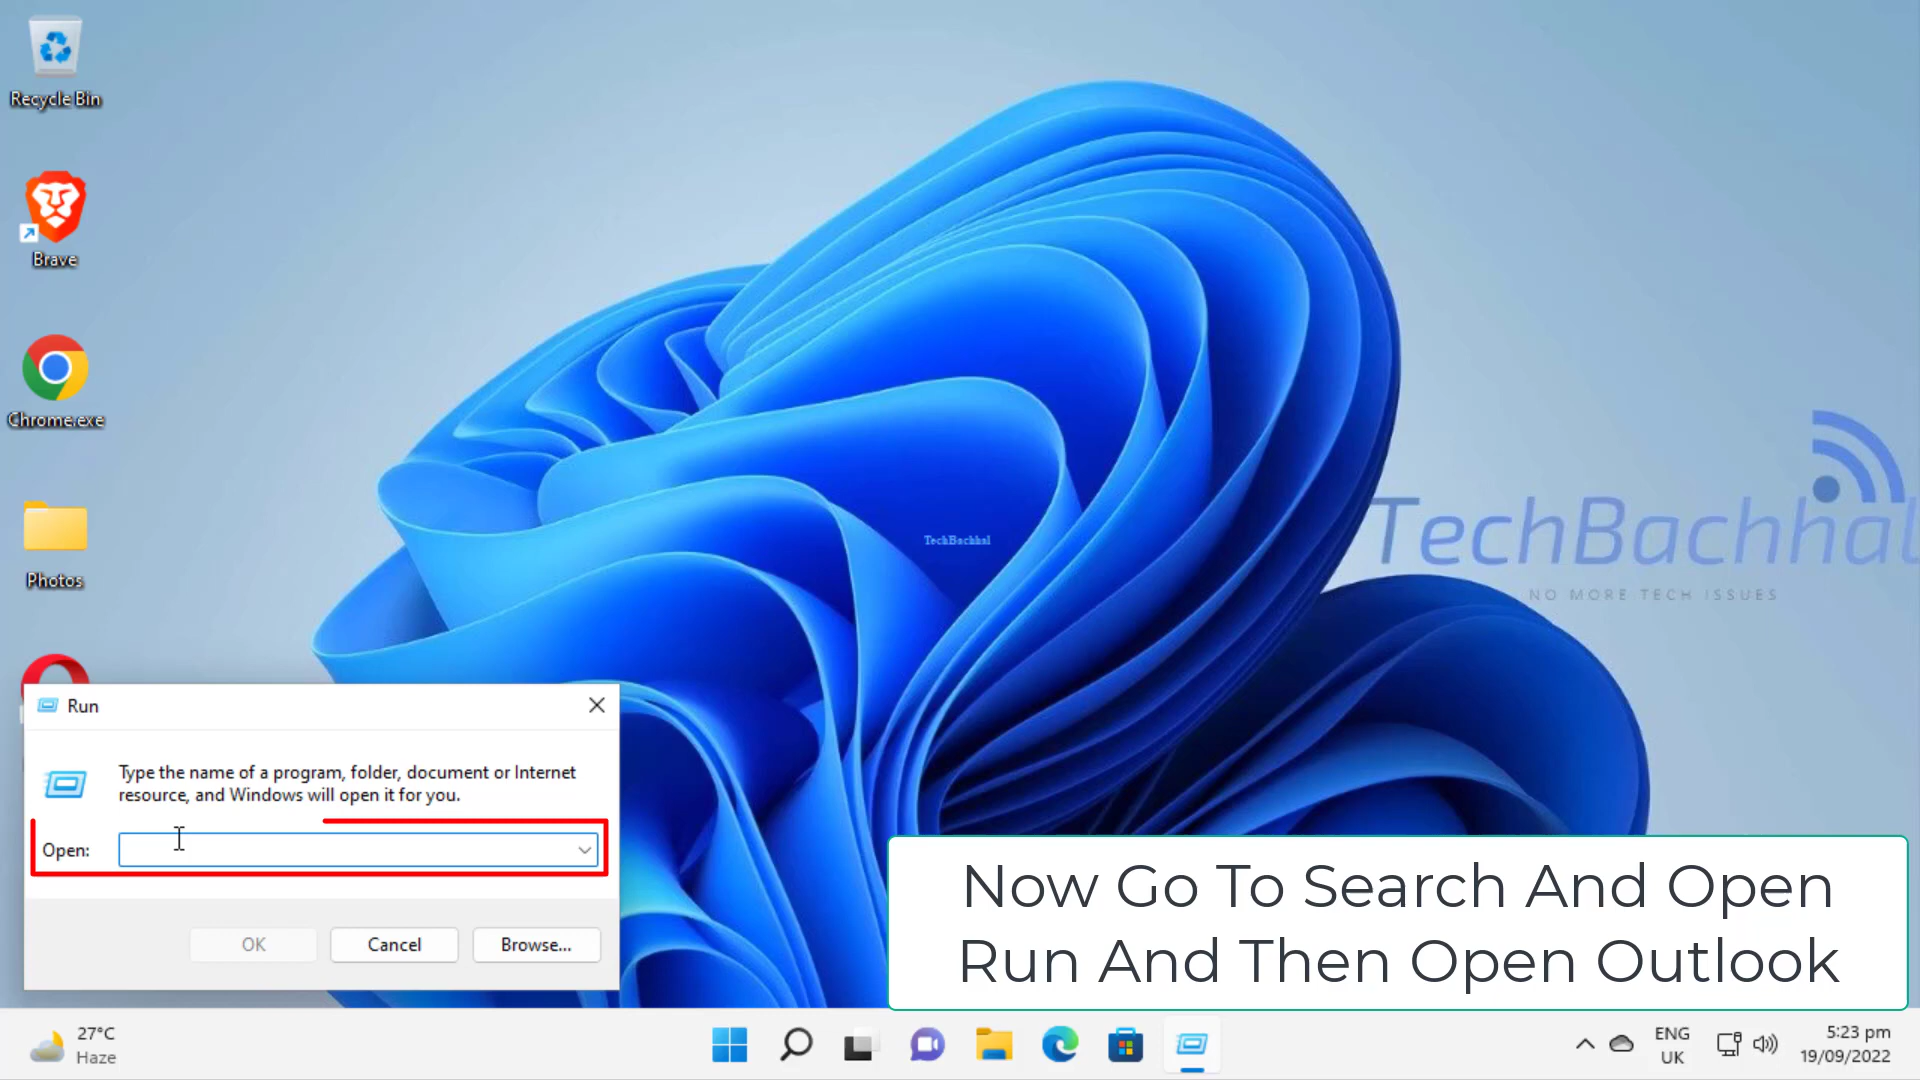 Recycle Bin
Brave
Chrome.exe
Photos
TechBachhal
TechBachhal
NO MORE TECH ISSUES
Run
Type the name of a program, folder, document or Internet
resource, and Windows will open it for you.
Open:
OK
Cancel
Browse...
Now Go To Search And Open
Run And Then Open Outlook
27°C
Haze
ENG
UK
5:23 pm
19/09/2022